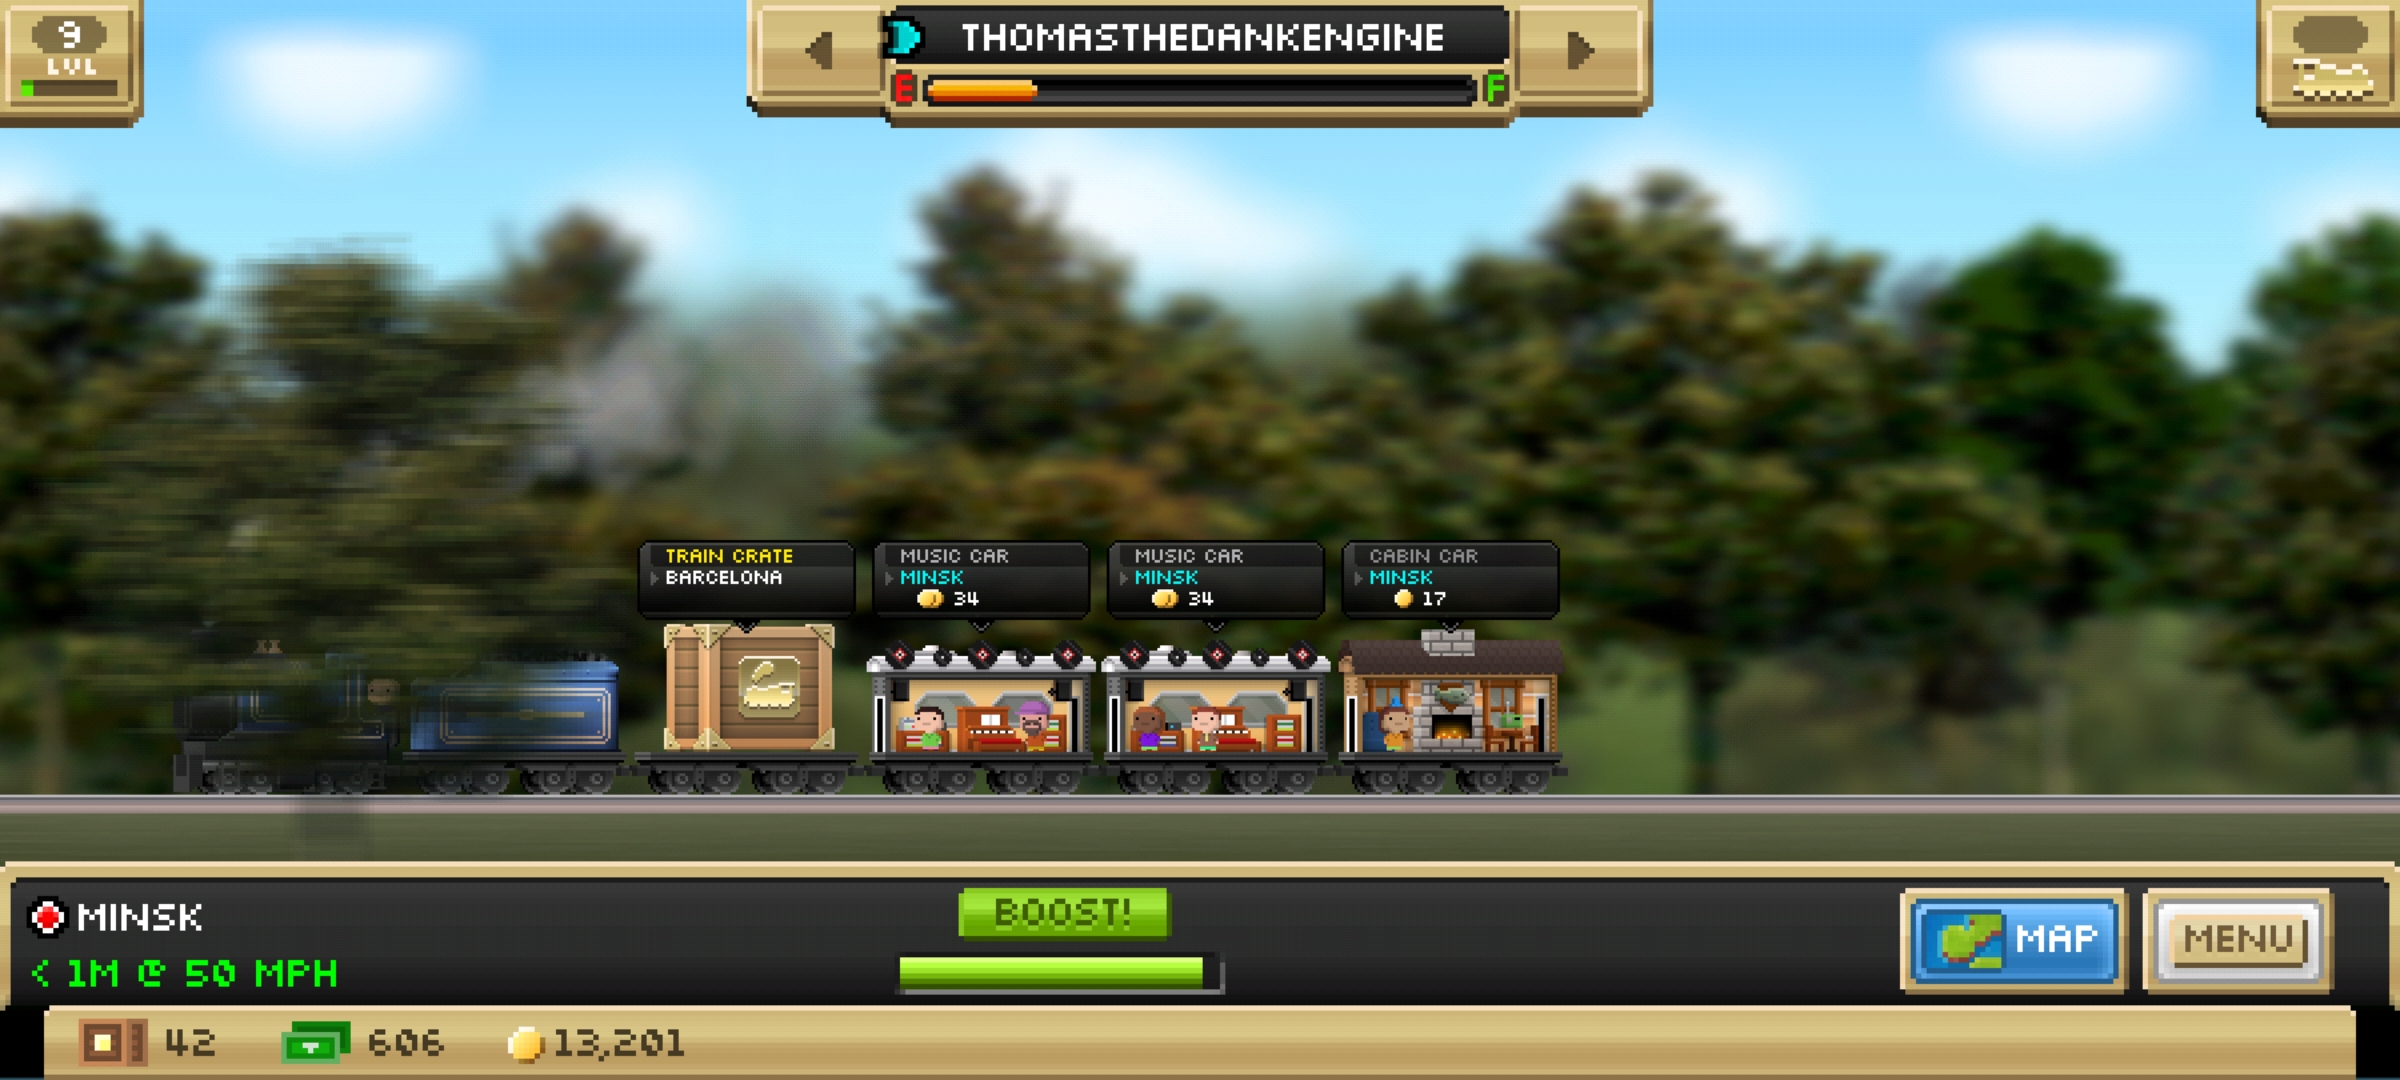 9
LVL
THOMASTHEDANKENGINE
E F
TRAIN CRATE
BARCELONA
MUSIC CAR
MINSK
34
MUSIC CAR
MINSK
34
CABIN CAR
MINSK
17
MINSK
< 1M @ 50 MPH
BOOST!
MAP
MENU
42
606
13,201